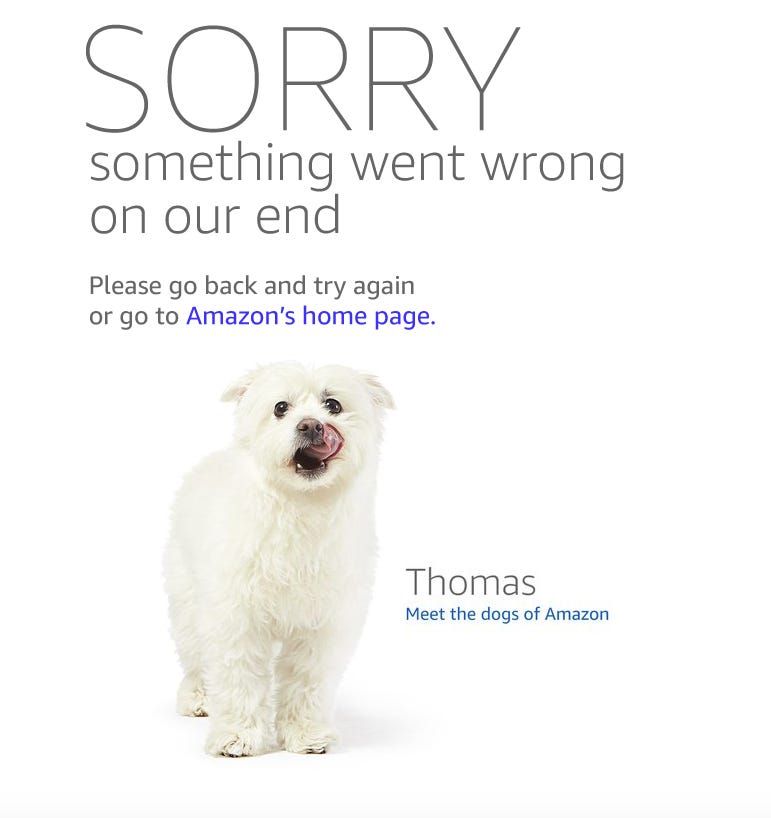 SORRY
something went wrong
on our end
Please go back and try again
or go to Amazon's home page.
Thomas
Meet the dogs of Amazon